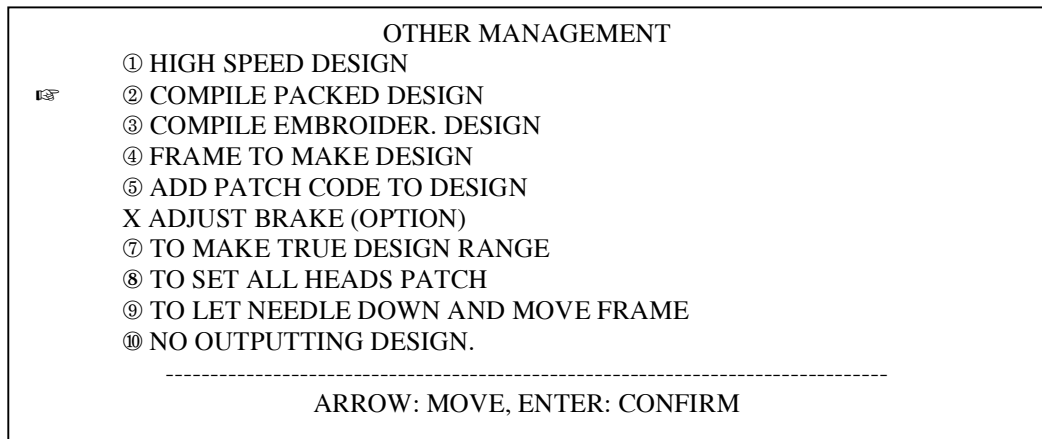 OTHER MANAGEMENT
① HIGH SPEED DESIGN
☞ ② COMPILE PACKED DESIGN
③ COMPILE EMBROIDER. DESIGN
④ FRAME TO MAKE DESIGN
⑤ ADD PATCH CODE TO DESIGN
X ADJUST BRAKE (OPTION)
⑦ TO MAKE TRUE DESIGN RANGE
⑧ TO SET ALL HEADS PATCH
⑨ TO LET NEEDLE DOWN AND MOVE FRAME
⑩ NO OUTPUTTING DESIGN.
--------------------------------------------------------------------------------
ARROW: MOVE, ENTER: CONFIRM